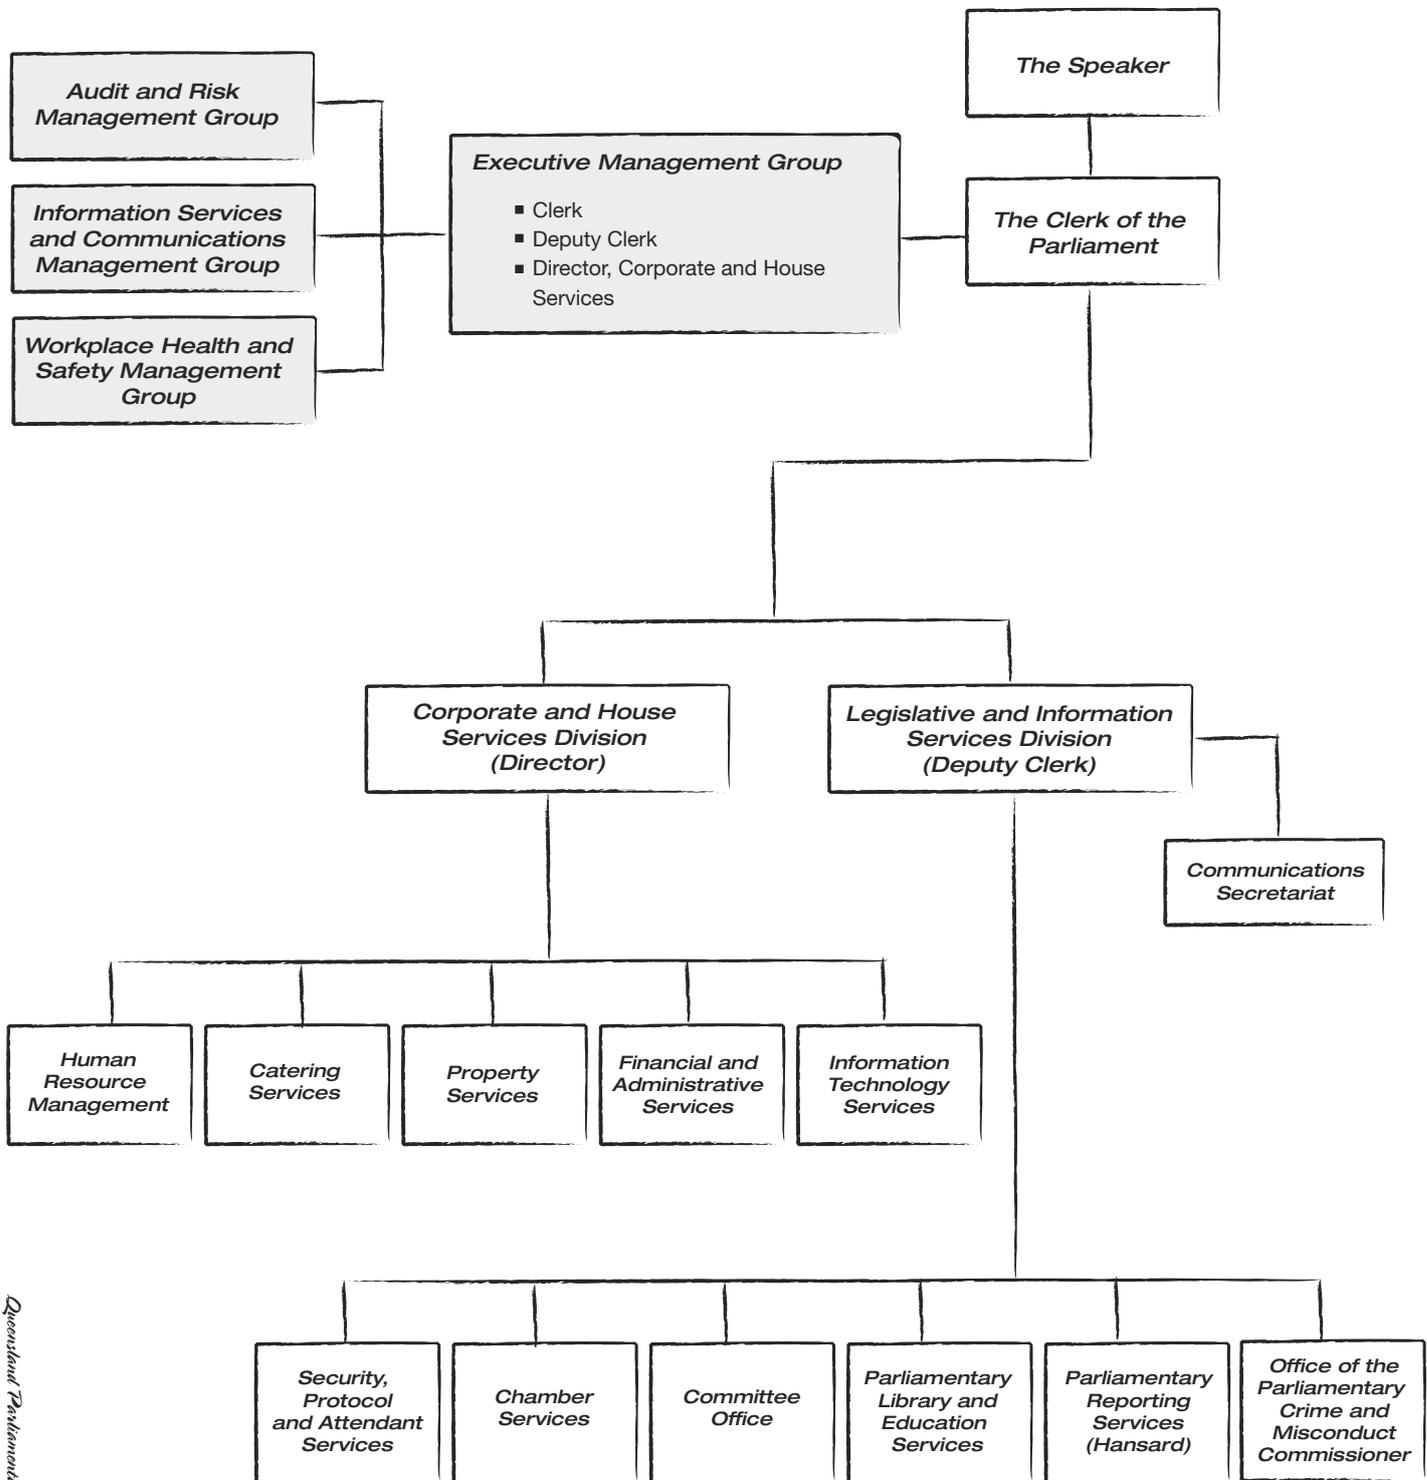 The Speaker
Audit and Risk
Management Group
Executive Management Group
■ Clerk
■ Deputy Clerk
■ Director, Corporate and House
Services
The Clerk of the
Parliament
Information Services
and Communications
Management Group
Workplace Health and
Safety Management
Group
Corporate and House
Services Division
(Director)
Legislative and Information
Services Division
(Deputy Clerk)
Communications
Secretariat
Human
Resource
Management
Catering
Services
Property
Services
Financial and
Administrative
Services
Information
Technology
Services
Security,
Protocol
and Attendant
Services
Chamber
Services
Committee
Office
Parliamentary
Library and
Education
Services
Parliamentary
Reporting
Services
(Hansard)
Office of the
Parliamentary
Crime and
Misconduct
Commissioner
Queensland